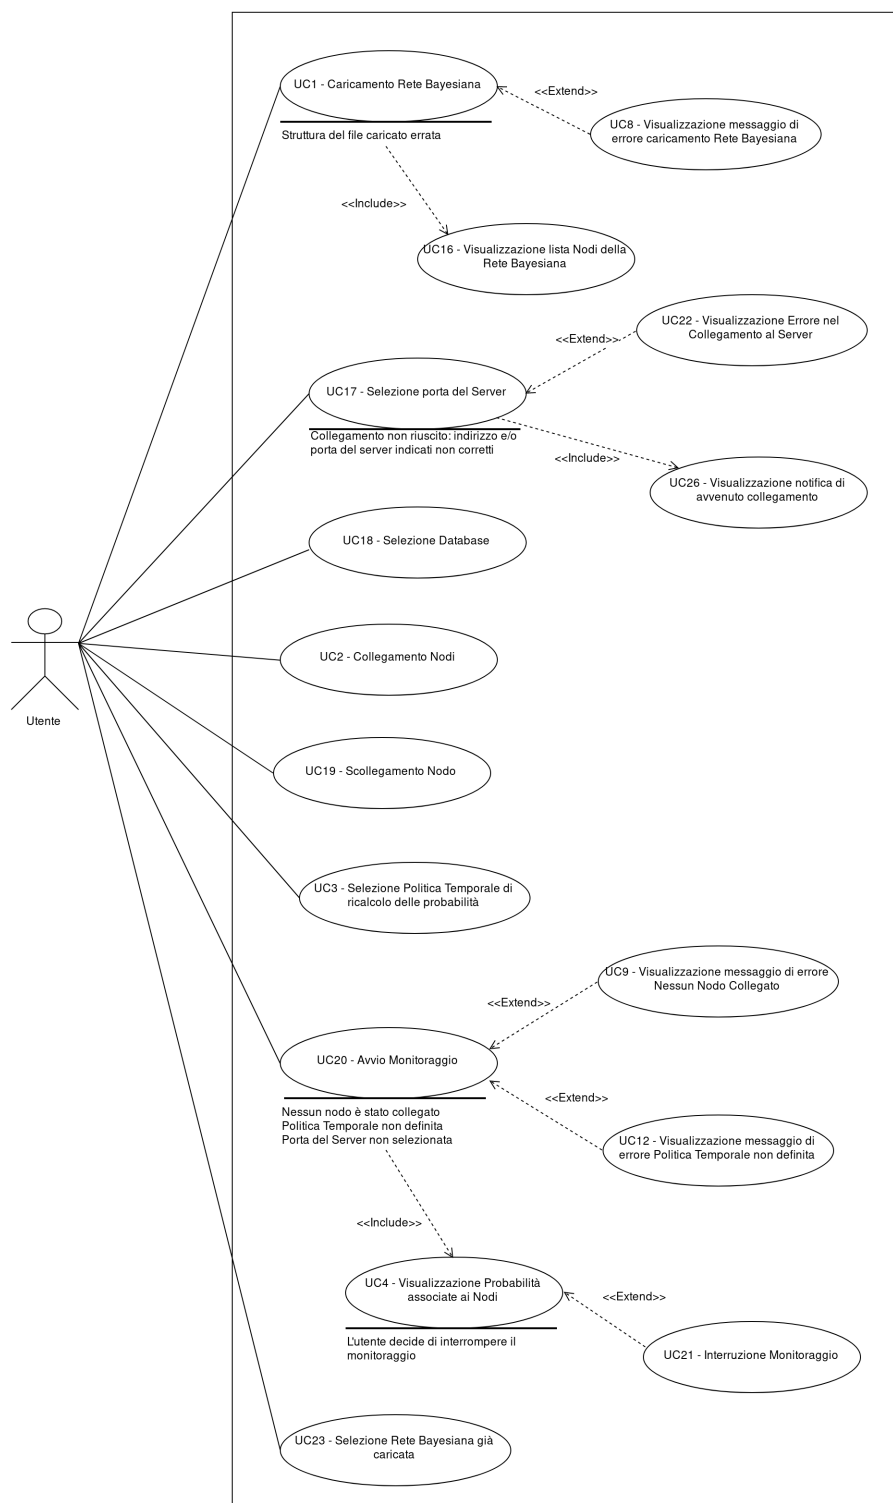 UC1 - Caricamento Rete Bayesiana
<<Extend>>
UC8 - Visualizzazione messaggio di
errore caricamento Rete Bayesiana
Struttura del file caricato errata
<<Include>>
UC16 - Visualizzazione lista Nodi della
Rete Bayesiana
UC22 - Visualizzazione Errore nel
Collegamento al Server
<<Extend>>
UC17 - Selezione porta del Server
Collegamento non riuscito: indirizzo e/o
porta del server indicati non corretti
<<Include>>
UC26 - Visualizzazione notifica di
avvenuto collegamento
UC18 - Selezione Database
UC2 - Collegamento Nodi
Utente
UC19 - Scollegamento Nodo
UC3 - Selezione Politica Temporale di
ricalcolo delle probabilità
UC9 - Visualizzazione messaggio di errore
Nessun Nodo Collegato
<<Extend>>
UC20 - Avvio Monitoraggio
<<Extend>>
Nessun nodo è stato collegato
Politica Temporale non definita
Porta del Server non selezionata
UC12 - Visualizzazione messaggio di
errore Politica Temporale non definita
<<Include>>
UC4 - Visualizzazione Probabilità
associate ai Nodi
<<Extend>>
L'utente decide di interrompere il
monitoraggio
UC21 - Interruzione Monitoraggio
UC23 - Selezione Rete Bayesiana già
caricata